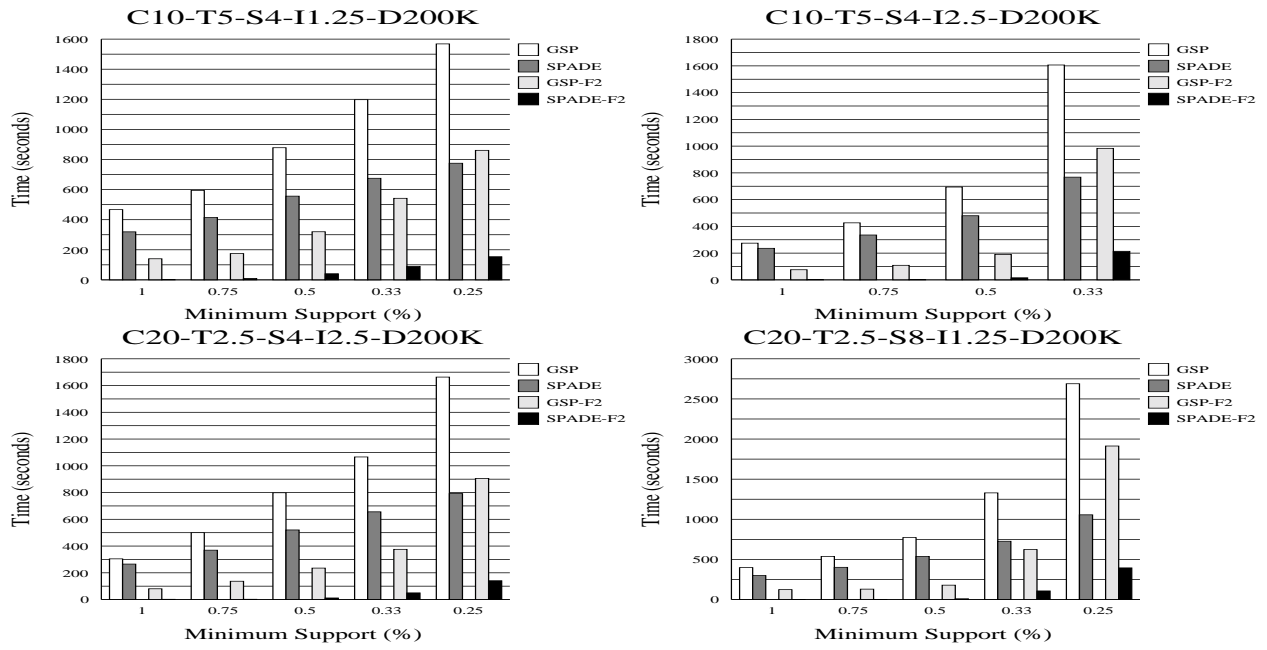 C10-T5-S4-I1.25-D200K
Time (seconds)
1600
1400
1200
1000
800
600
400
200
0
1 0.75 0.5 0.33 0.25
Minimum Support (%)
GSP
SPADE
GSP-F2
SPADE-F2
C10-T5-S4-I2.5-D200K
Time (seconds)
1800
1600
1400
1200
1000
800
600
400
200
0
1 0.75 0.5 0.33
Minimum Support (%)
GSP
SPADE
GSP-F2
SPADE-F2
C20-T2.5-S4-I2.5-D200K
Time (seconds)
1800
1600
1400
1200
1000
800
600
400
200
0
1 0.75 0.5 0.33 0.25
Minimum Support (%)
GSP
SPADE
GSP-F2
SPADE-F2
C20-T2.5-S8-I1.25-D200K
Time (seconds)
3000
2500
2000
1500
1000
500
0
1 0.75 0.5 0.33 0.25
Minimum Support (%)
GSP
SPADE
GSP-F2
SPADE-F2